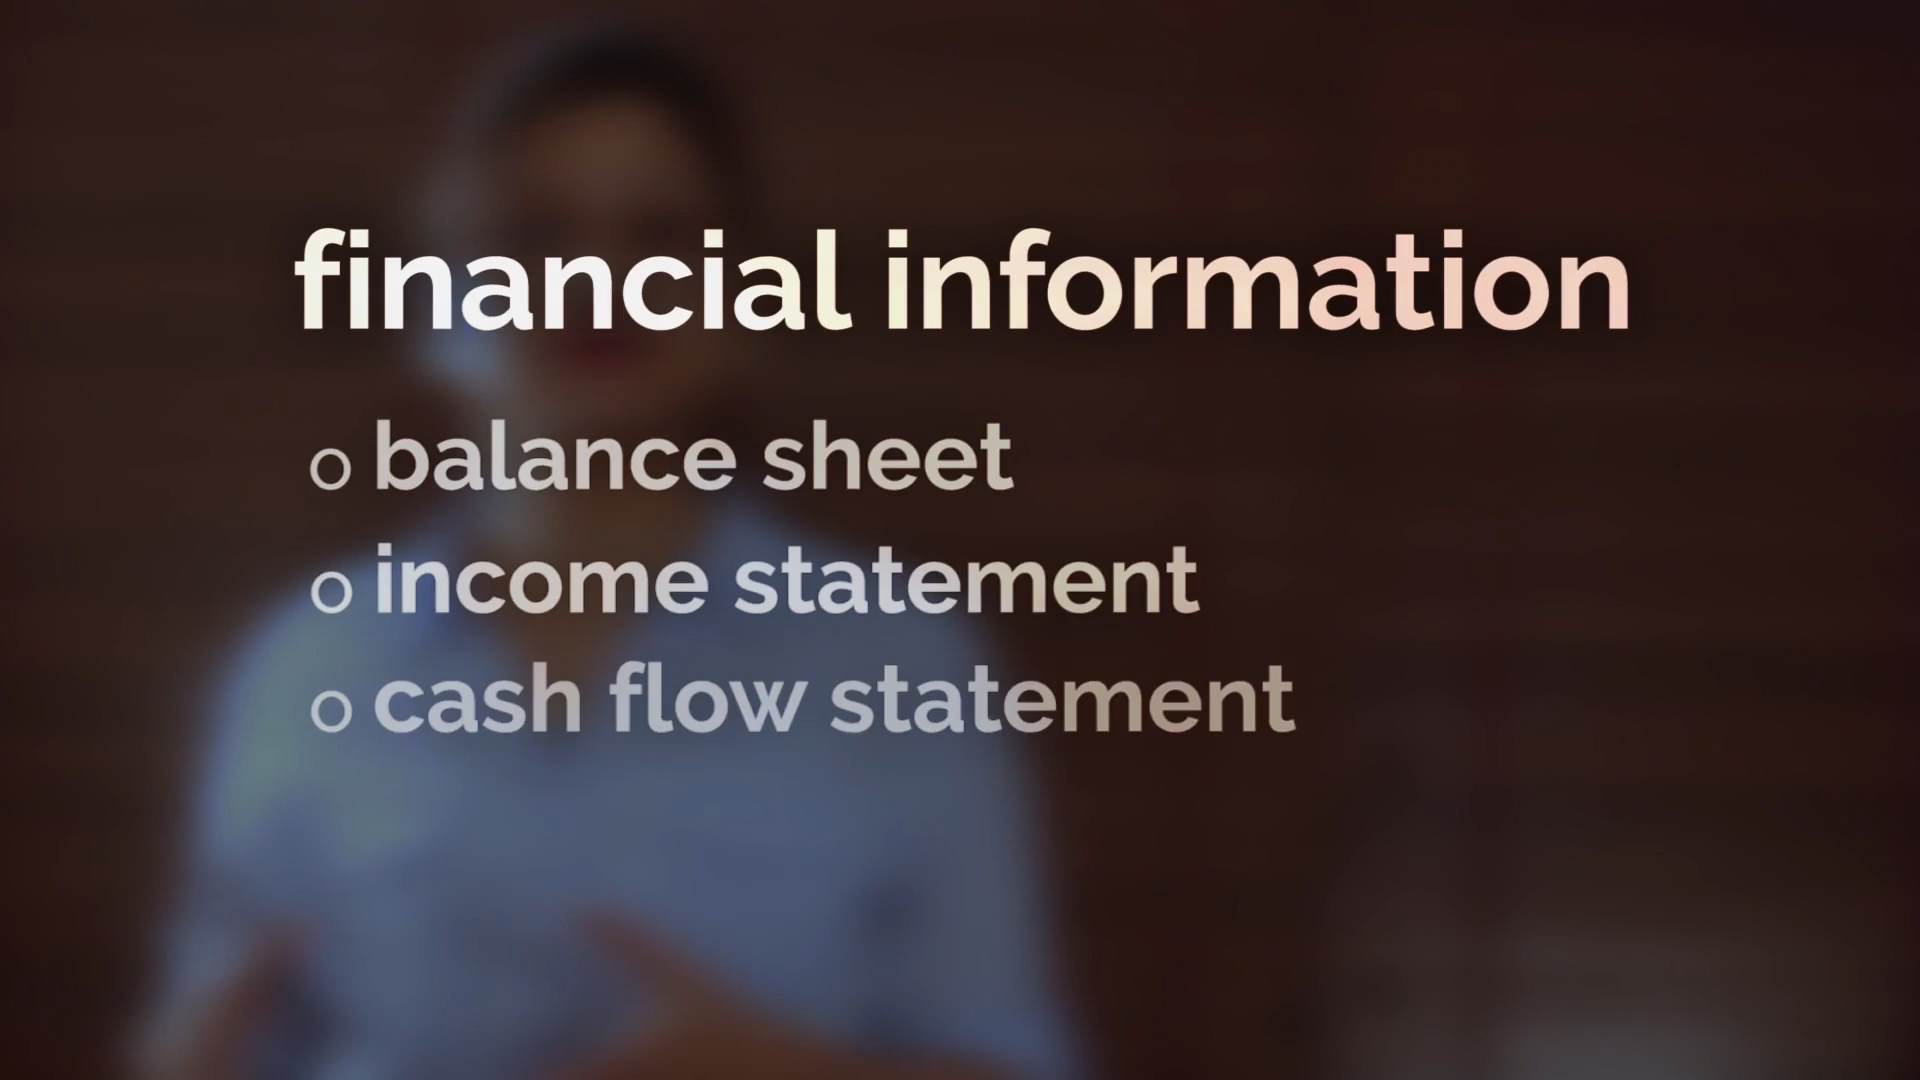 financial information
o balance sheet
o income statement
o cash flow statement